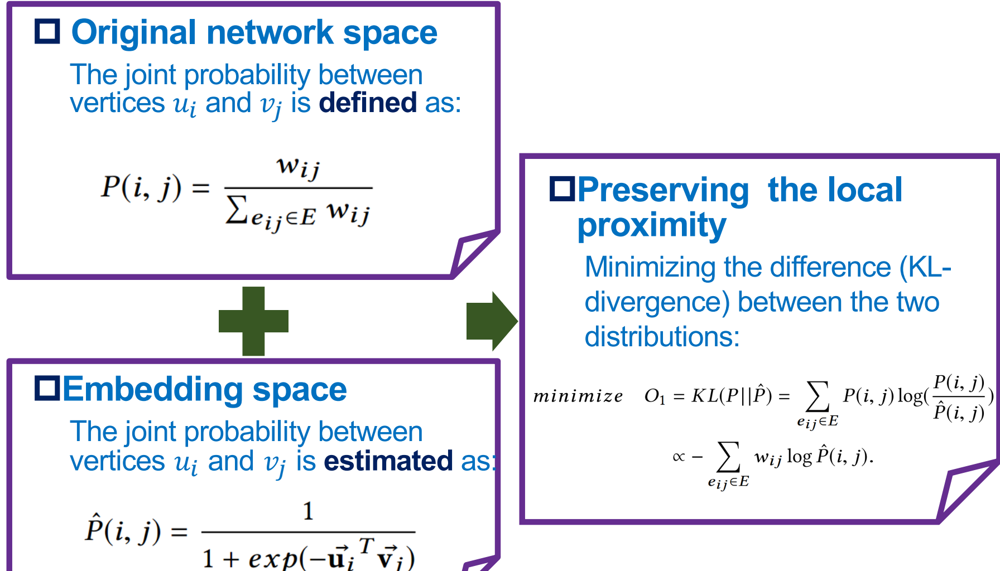 Original network space
The joint probability between
vertices $u_i$ and $v_j$ is defined as:
$P(i, j) = \frac{w_{ij}}{\sum_{e_{ij} \in E} w_{ij}}$
Embedding space
The joint probability between
vertices $u_i$ and $v_j$ is estimated as:
$\hat{P}(i, j) = \frac{1}{1 + exp(-\vec{\mathbf{u}_i}^T \vec{\mathbf{v}_j})}$
Preserving the local
proximity
Minimizing the difference (KL-
divergence) between the two
distributions:
$minimize \quad O_1 = KL(P||\hat{P}) = \sum_{e_{ij} \in E} P(i, j) \log(\frac{P(i, j)}{\hat{P}(i, j)})$
$\propto - \sum_{e_{ij} \in E} w_{ij} \log \hat{P}(i, j).$